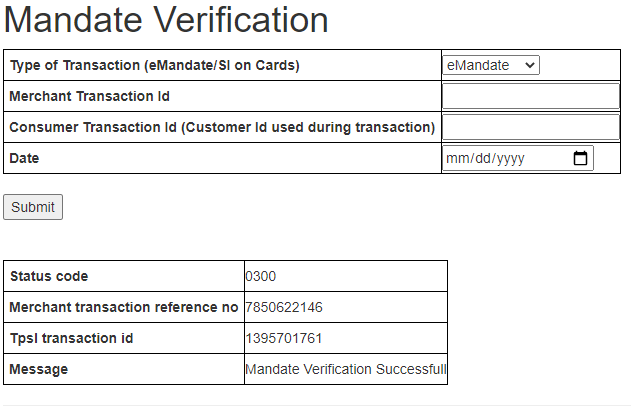 Mandate Verification
Type of Transaction (eMandate/SI on Cards) eMandate
Merchant Transaction Id
Consumer Transaction Id (Customer Id used during transaction)
Date mm/dd/yyyy
Submit
Status code 0300
Merchant transaction reference no 7850622146
Tpsl transaction id 1395701761
Message Mandate Verification Successfull